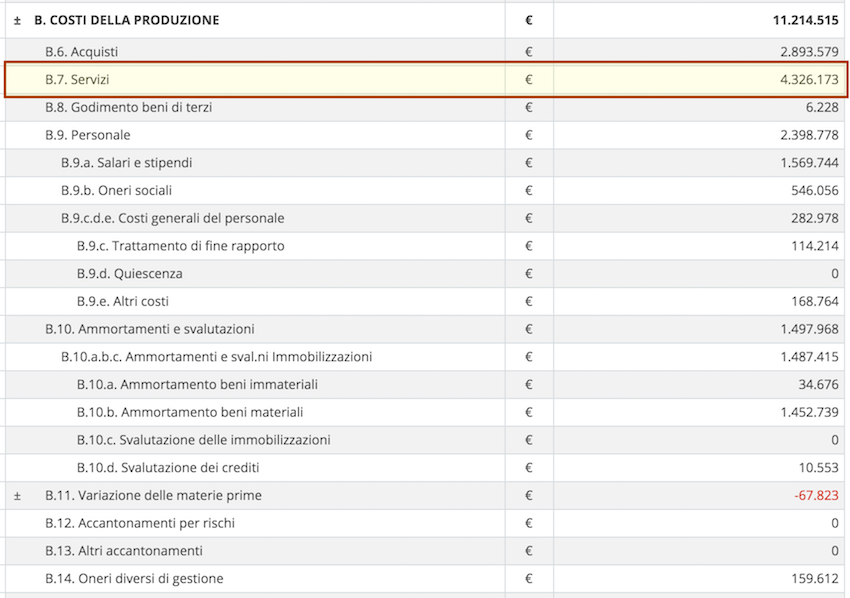 ± B. COSTI DELLA PRODUZIONE € 11.214.515
B.6. Acquisti € 2.893.579
B.7. Servizi € 4.326.173
B.8. Godimento beni di terzi € 6.228
B.9. Personale € 2.398.778
B.9.a. Salari e stipendi € 1.569.744
B.9.b. Oneri sociali € 546.056
B.9.c.d.e. Costi generali del personale € 282.978
B.9.c. Trattamento di fine rapporto € 114.214
B.9.d. Quiescenza € 0
B.9.e. Altri costi € 168.764
B.10. Ammortamenti e svalutazioni € 1.497.968
B.10.a.b.c. Ammortamenti e sval.ni Immobilizzazioni € 1.487.415
B.10.a. Ammortamento beni immateriali € 34.676
B.10.b. Ammortamento beni materiali € 1.452.739
B.10.c. Svalutazione delle immobilizzazioni € 0
B.10.d. Svalutazione dei crediti € 10.553
± B.11. Variazione delle materie prime € -67.823
B.12. Accantonamenti per rischi € 0
B.13. Altri accantonamenti € 0
B.14. Oneri diversi di gestione € 159.612